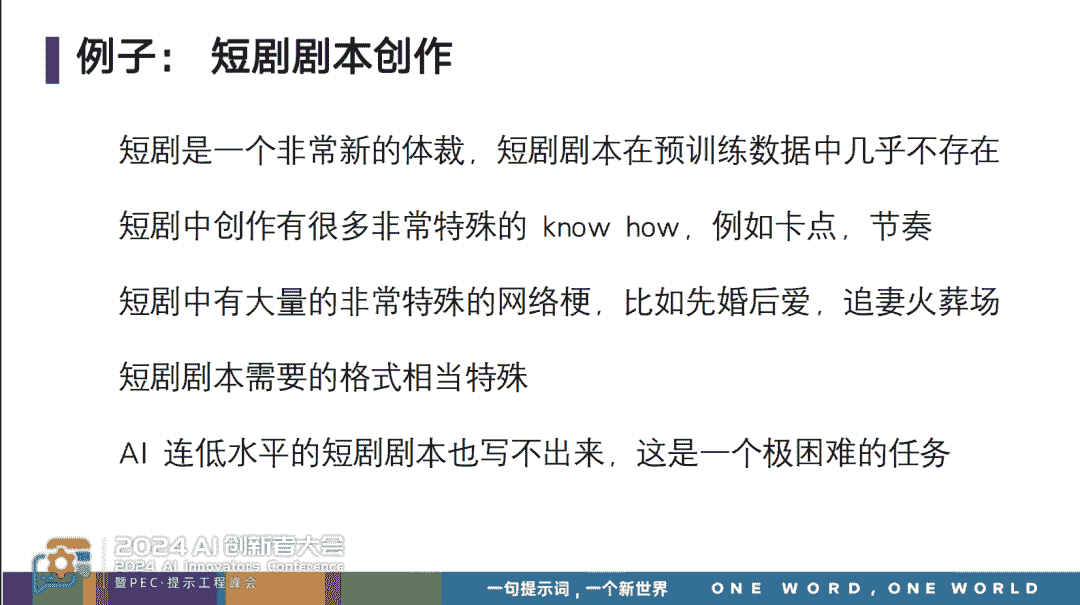 例子： 短剧剧本创作
短剧是一个非常新的体裁，短剧剧本在预训练数据中几乎不存在
短剧中创作有很多非常特殊的 know how，例如卡点，节奏
短剧中有大量的非常特殊的网络梗，比如先婚后爱，追妻火葬场
短剧剧本需要的格式相当特殊
AI 连低水平的短剧剧本也写不出来，这是一个极困难的任务
2024 AI 创新者大会
2024 AI Innovators Conference
暨PEC·提示工程峰会
一句提示词，一个新世界 ONE WORD, ONE WORLD